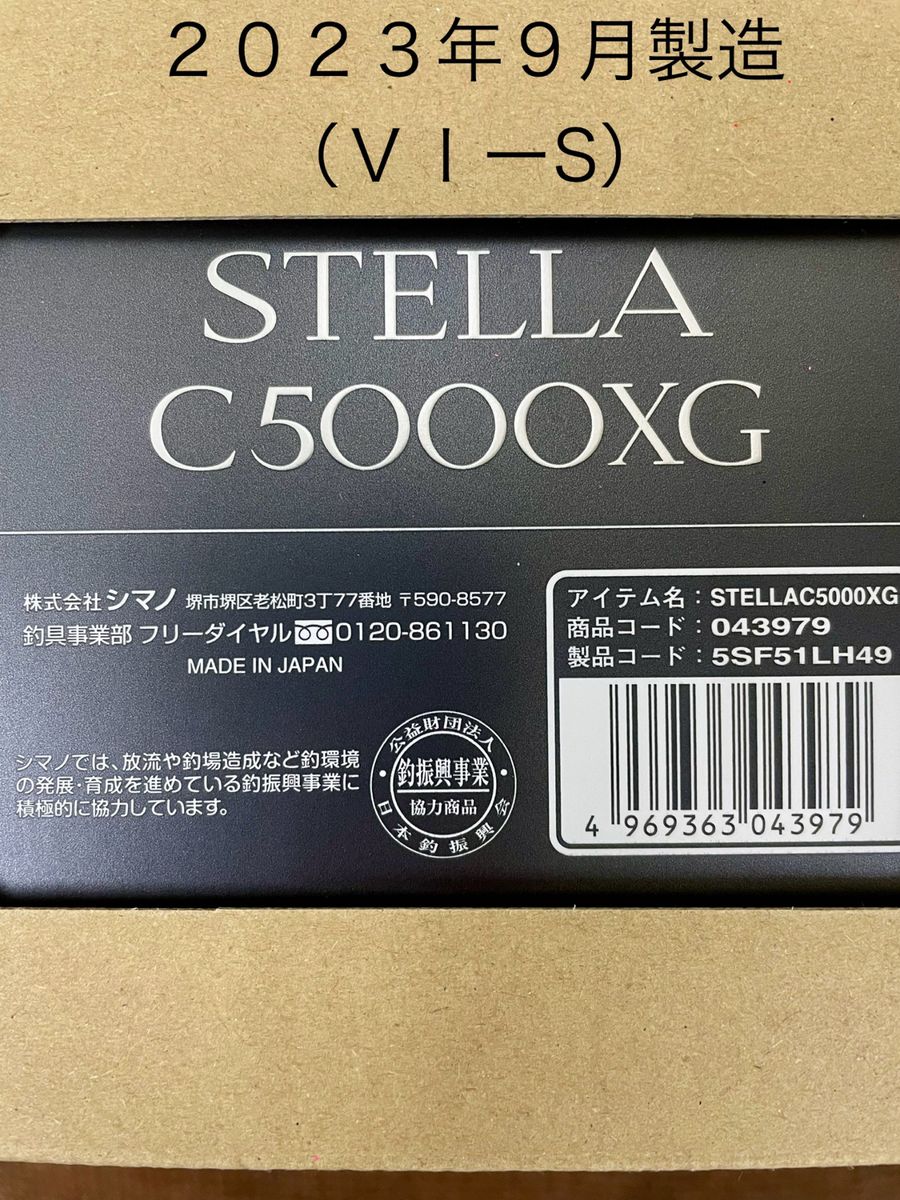 ２０２３年９月製造
（ＶＩーS）
STELLA
C5000XG
株式会社シマノ 堺市堺区老松町3丁77番地 〒590-8577
釣具事業部 フリーダイヤル 0120-861130
MADE IN JAPAN
シマノでは、放流や釣場造成など釣環境
の発展・育成を進めている釣振興事業に
積極的に協力しています。
公益財団法人
釣振興事業
協力商品
日本釣振興会
アイテム名：STELLAC5000XG
商品コード：043979
製品コード：5SF51LH49
4 969363 043979